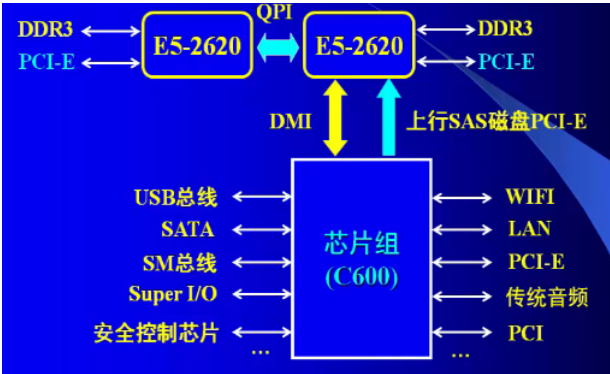 QPI
DDR3
PCI-E
E5-2620
E5-2620
DDR3
PCI-E
DMI
上行SAS磁盘PCI-E
USB总线
SATA
SM总线
Super I/O
安全控制芯片
...
芯片组
(C600)
WIFI
LAN
PCI-E
传统音频
PCI
...